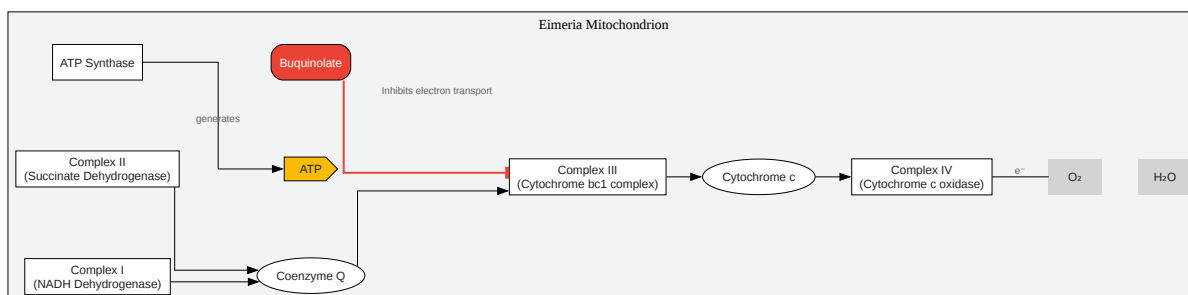 Eimeria Mitochondrion
ATP Synthase
Buquinolate
Inhibits electron transport
generates
Complex II
(Succinate Dehydrogenase)
ATP
Complex III
(Cytochrome bc1 complex)
Cytochrome c
Complex IV
(Cytochrome c oxidase)
e⁻
O₂
H₂O
Complex I
(NADH Dehydrogenase)
Coenzyme Q